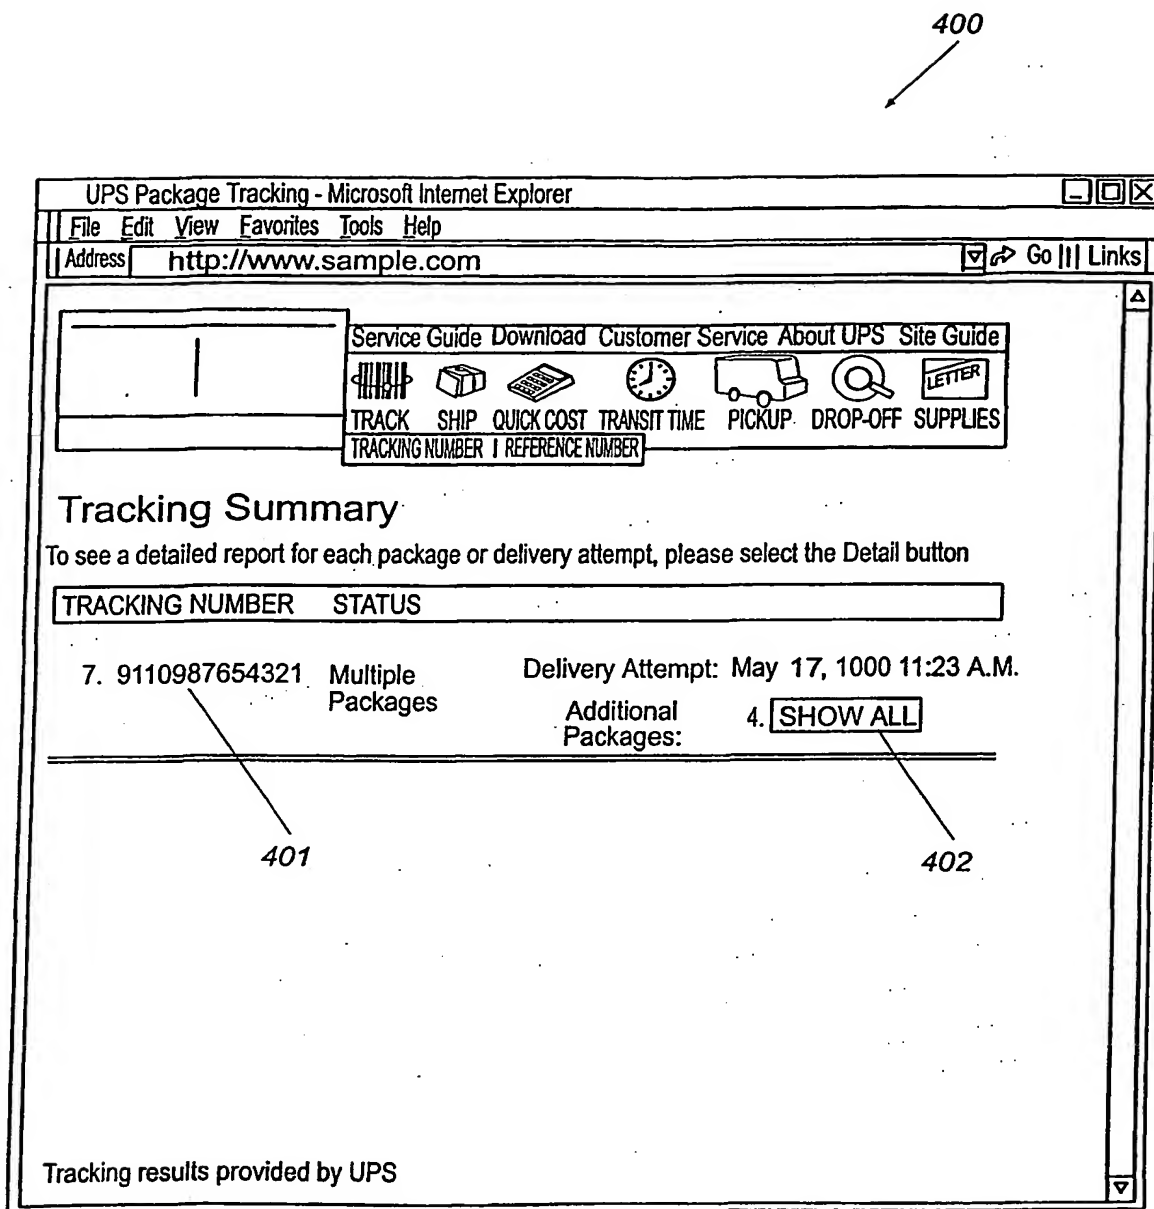 400
UPS Package Tracking - Microsoft Internet Explorer
File Edit View Favorites Tools Help
Address http://www.sample.com Go Links
Service Guide Download Customer Service About UPS Site Guide
LETTER
TRACK SHIP QUICK COST TRANSIT TIME PICKUP DROP-OFF SUPPLIES
TRACKING NUMBER | REFERENCE NUMBER
Tracking Summary
To see a detailed report for each package or delivery attempt, please select the Detail button
TRACKING NUMBER STATUS
7. 9110987654321 Multiple Packages Delivery Attempt: May 17, 1000 11:23 A.M.
Additional Packages: 4. SHOW ALL
401
402
Tracking results provided by UPS